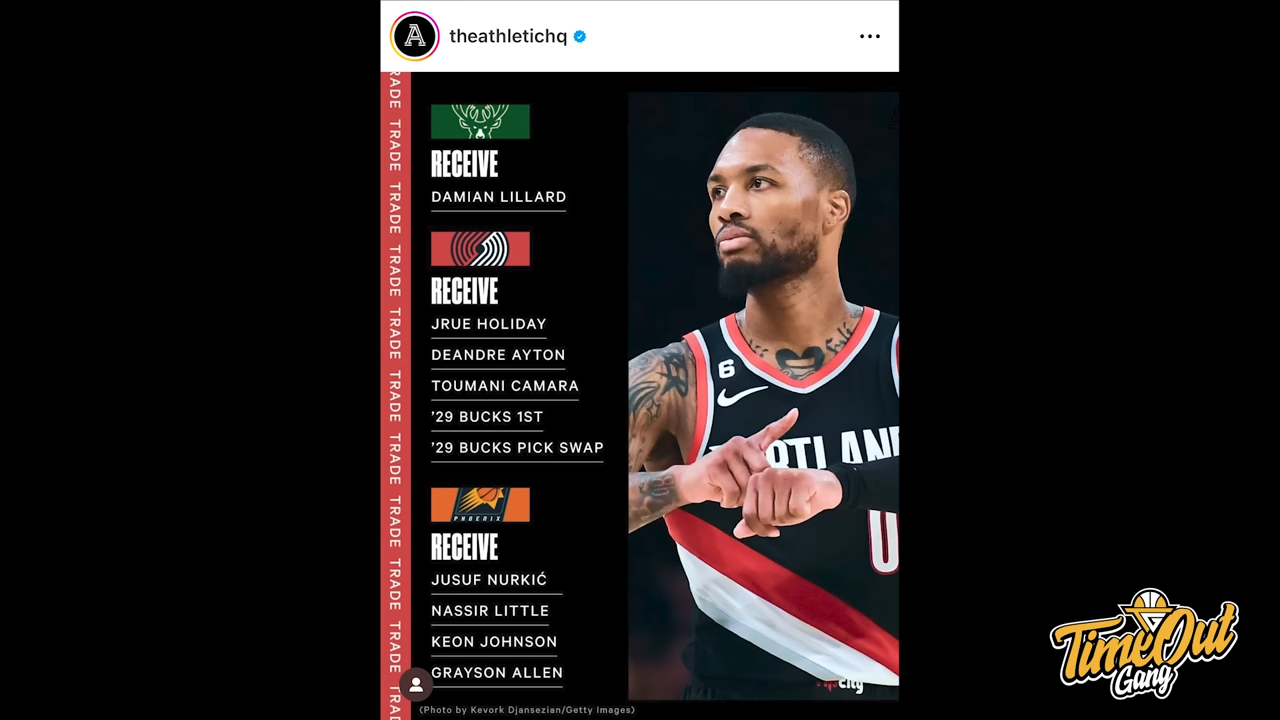 theathletichq
TRADE TRADE TRADE TRADE TRADE TRADE TRADE TRADE TRADE TRADE
RECEIVE
DAMIAN LILLARD
RECEIVE
JRUE HOLIDAY
DEANDRE AYTON
TOUMANI CAMARA
’29 BUCKS 1ST
’29 BUCKS PICK SWAP
PHOENIX
RECEIVE
JUSUF NURKIĆ
NASSIR LITTLE
KEON JOHNSON
GRAYSON ALLEN
6
0
city
(Photo by Kevork Djansezian/Getty Images)
TimeOut
Gang